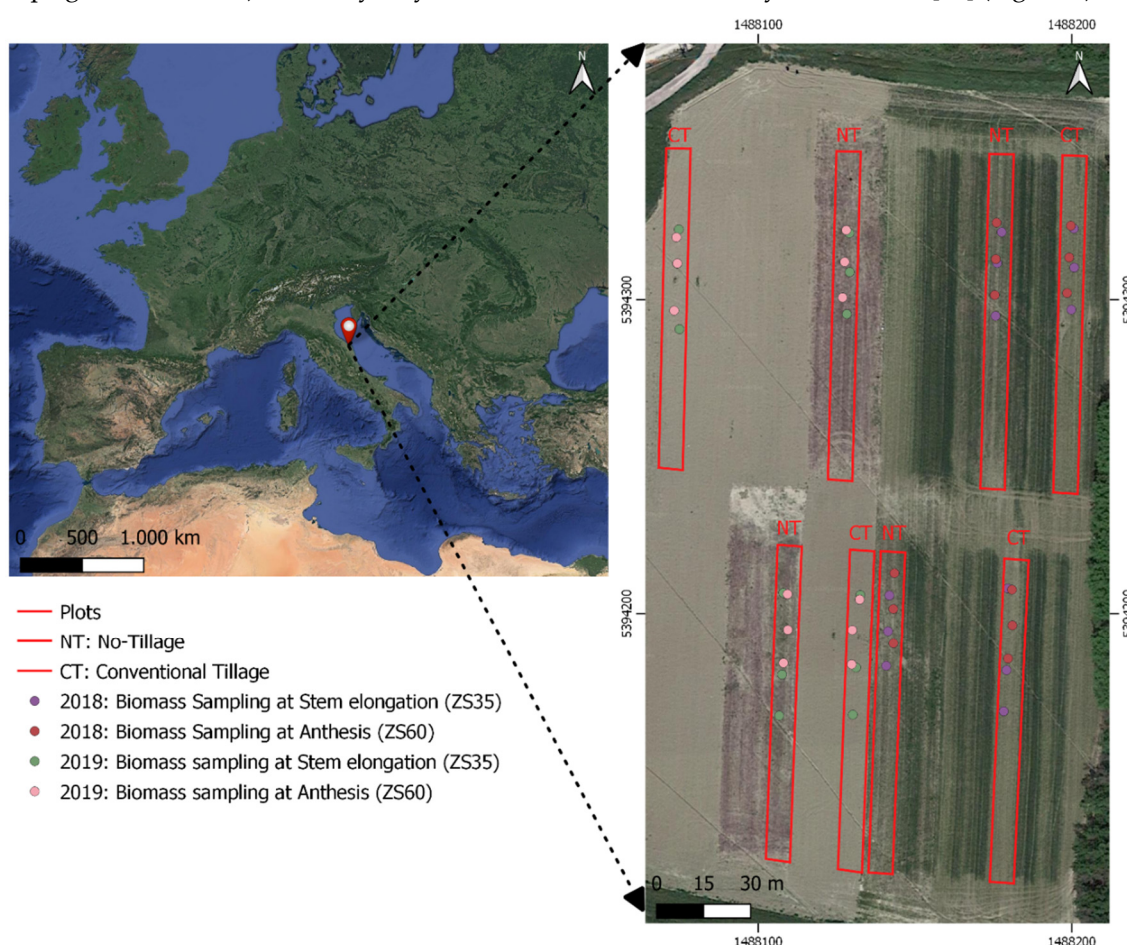 1488100 1488200
N N
CT NT NT CT
5394300 5394300
NT CT NT CT
5394200 5394200
0 500 1.000 km
Plots
NT: No-Tillage
CT: Conventional Tillage
2018: Biomass Sampling at Stem elongation (ZS35)
2018: Biomass Sampling at Anthesis (ZS60)
2019: Biomass sampling at Stem elongation (ZS35)
2019: Biomass sampling at Anthesis (ZS60)
0 15 30 m
1488100 1488200